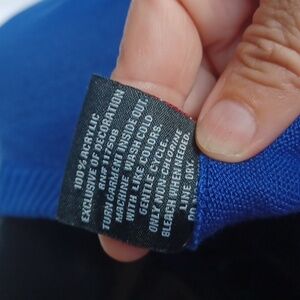 100% ACRYLIC
EXCLUSIVE OF DECORATION
RN# 117508
TURN GARMENT INSIDE OUT.
MACHINE WASH COLD
WITH LIKE COLORS.
GENTLE CYCLE.
ONLY NON-CHLORINE
BLEACH WHEN NEEDED.
DRY.